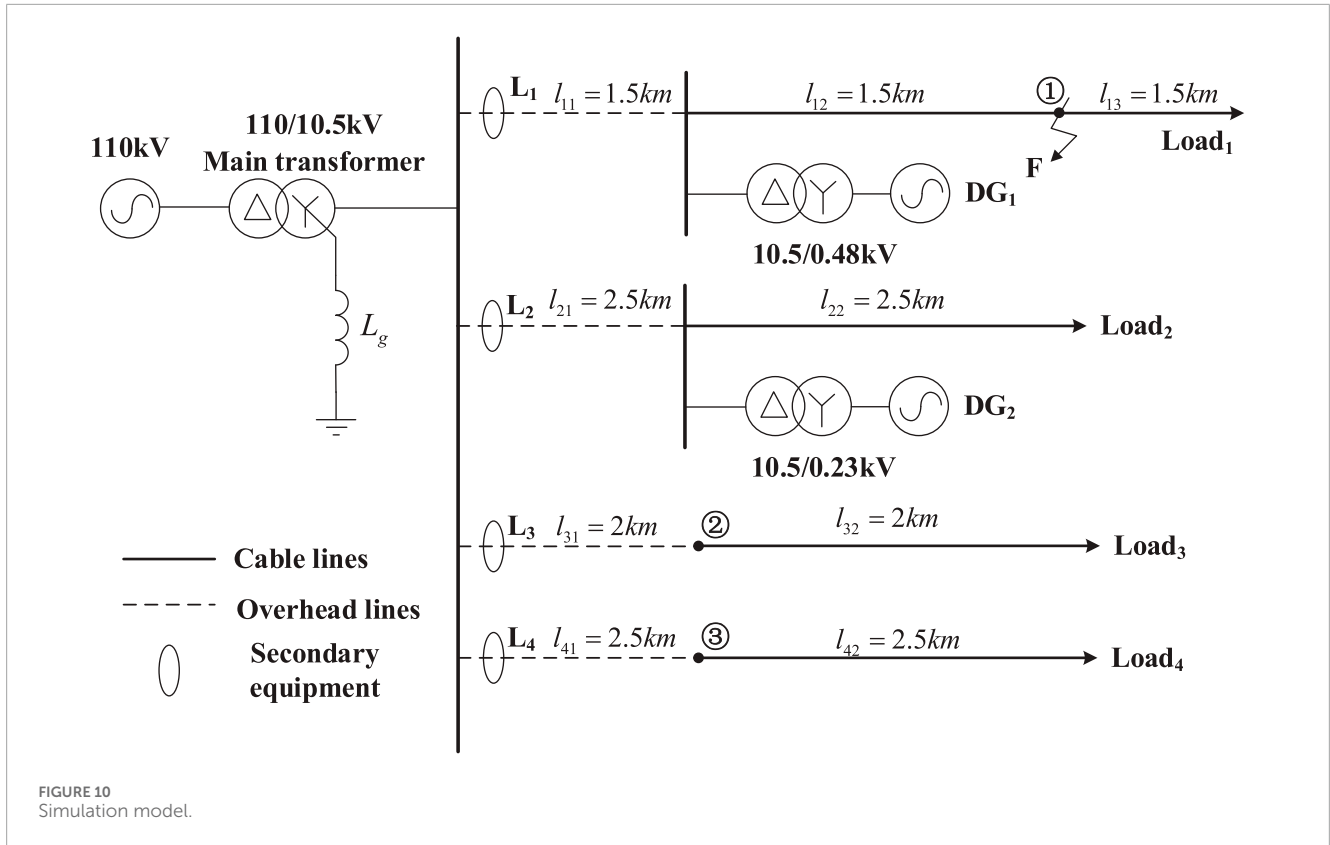 110kV
110/10.5kV
Main transformer
L₁ l₁₁ = 1.5km
l₁₂ = 1.5km
①
l₁₃ = 1.5km
Load₁
F
DG₁
10.5/0.48kV
L_g
L₂ l₂₁ = 2.5km
l₂₂ = 2.5km
Load₂
DG₂
10.5/0.23kV
L₃ l₃₁ = 2km
②
l₃₂ = 2km
Load₃
L₄ l₄₁ = 2.5km
③
l₄₂ = 2.5km
Load₄
Cable lines
Overhead lines
Secondary
equipment
FIGURE 10
Simulation model.